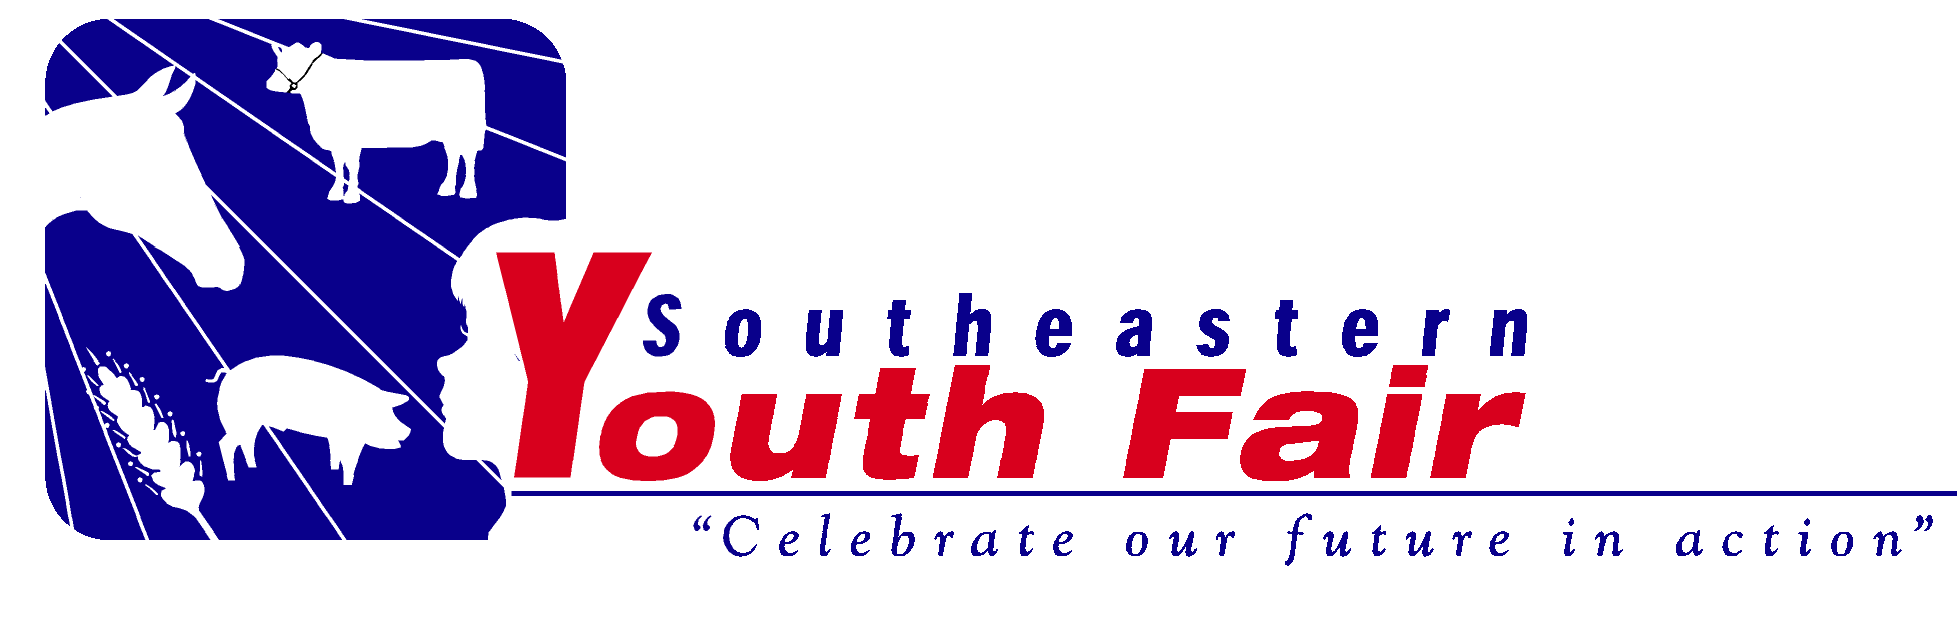 Southeastern
Youth Fair
“Celebrate our future in action”